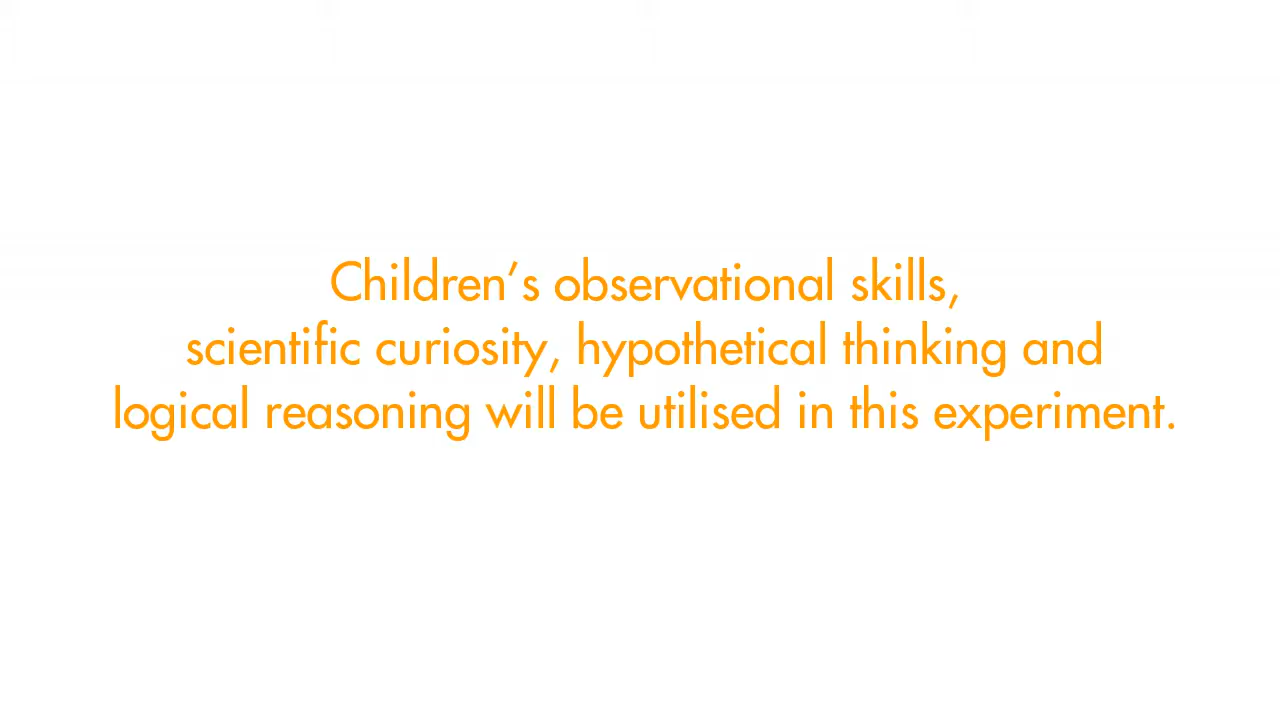 Children’s observational skills,
scientific curiosity, hypothetical thinking and
logical reasoning will be utilised in this experiment.